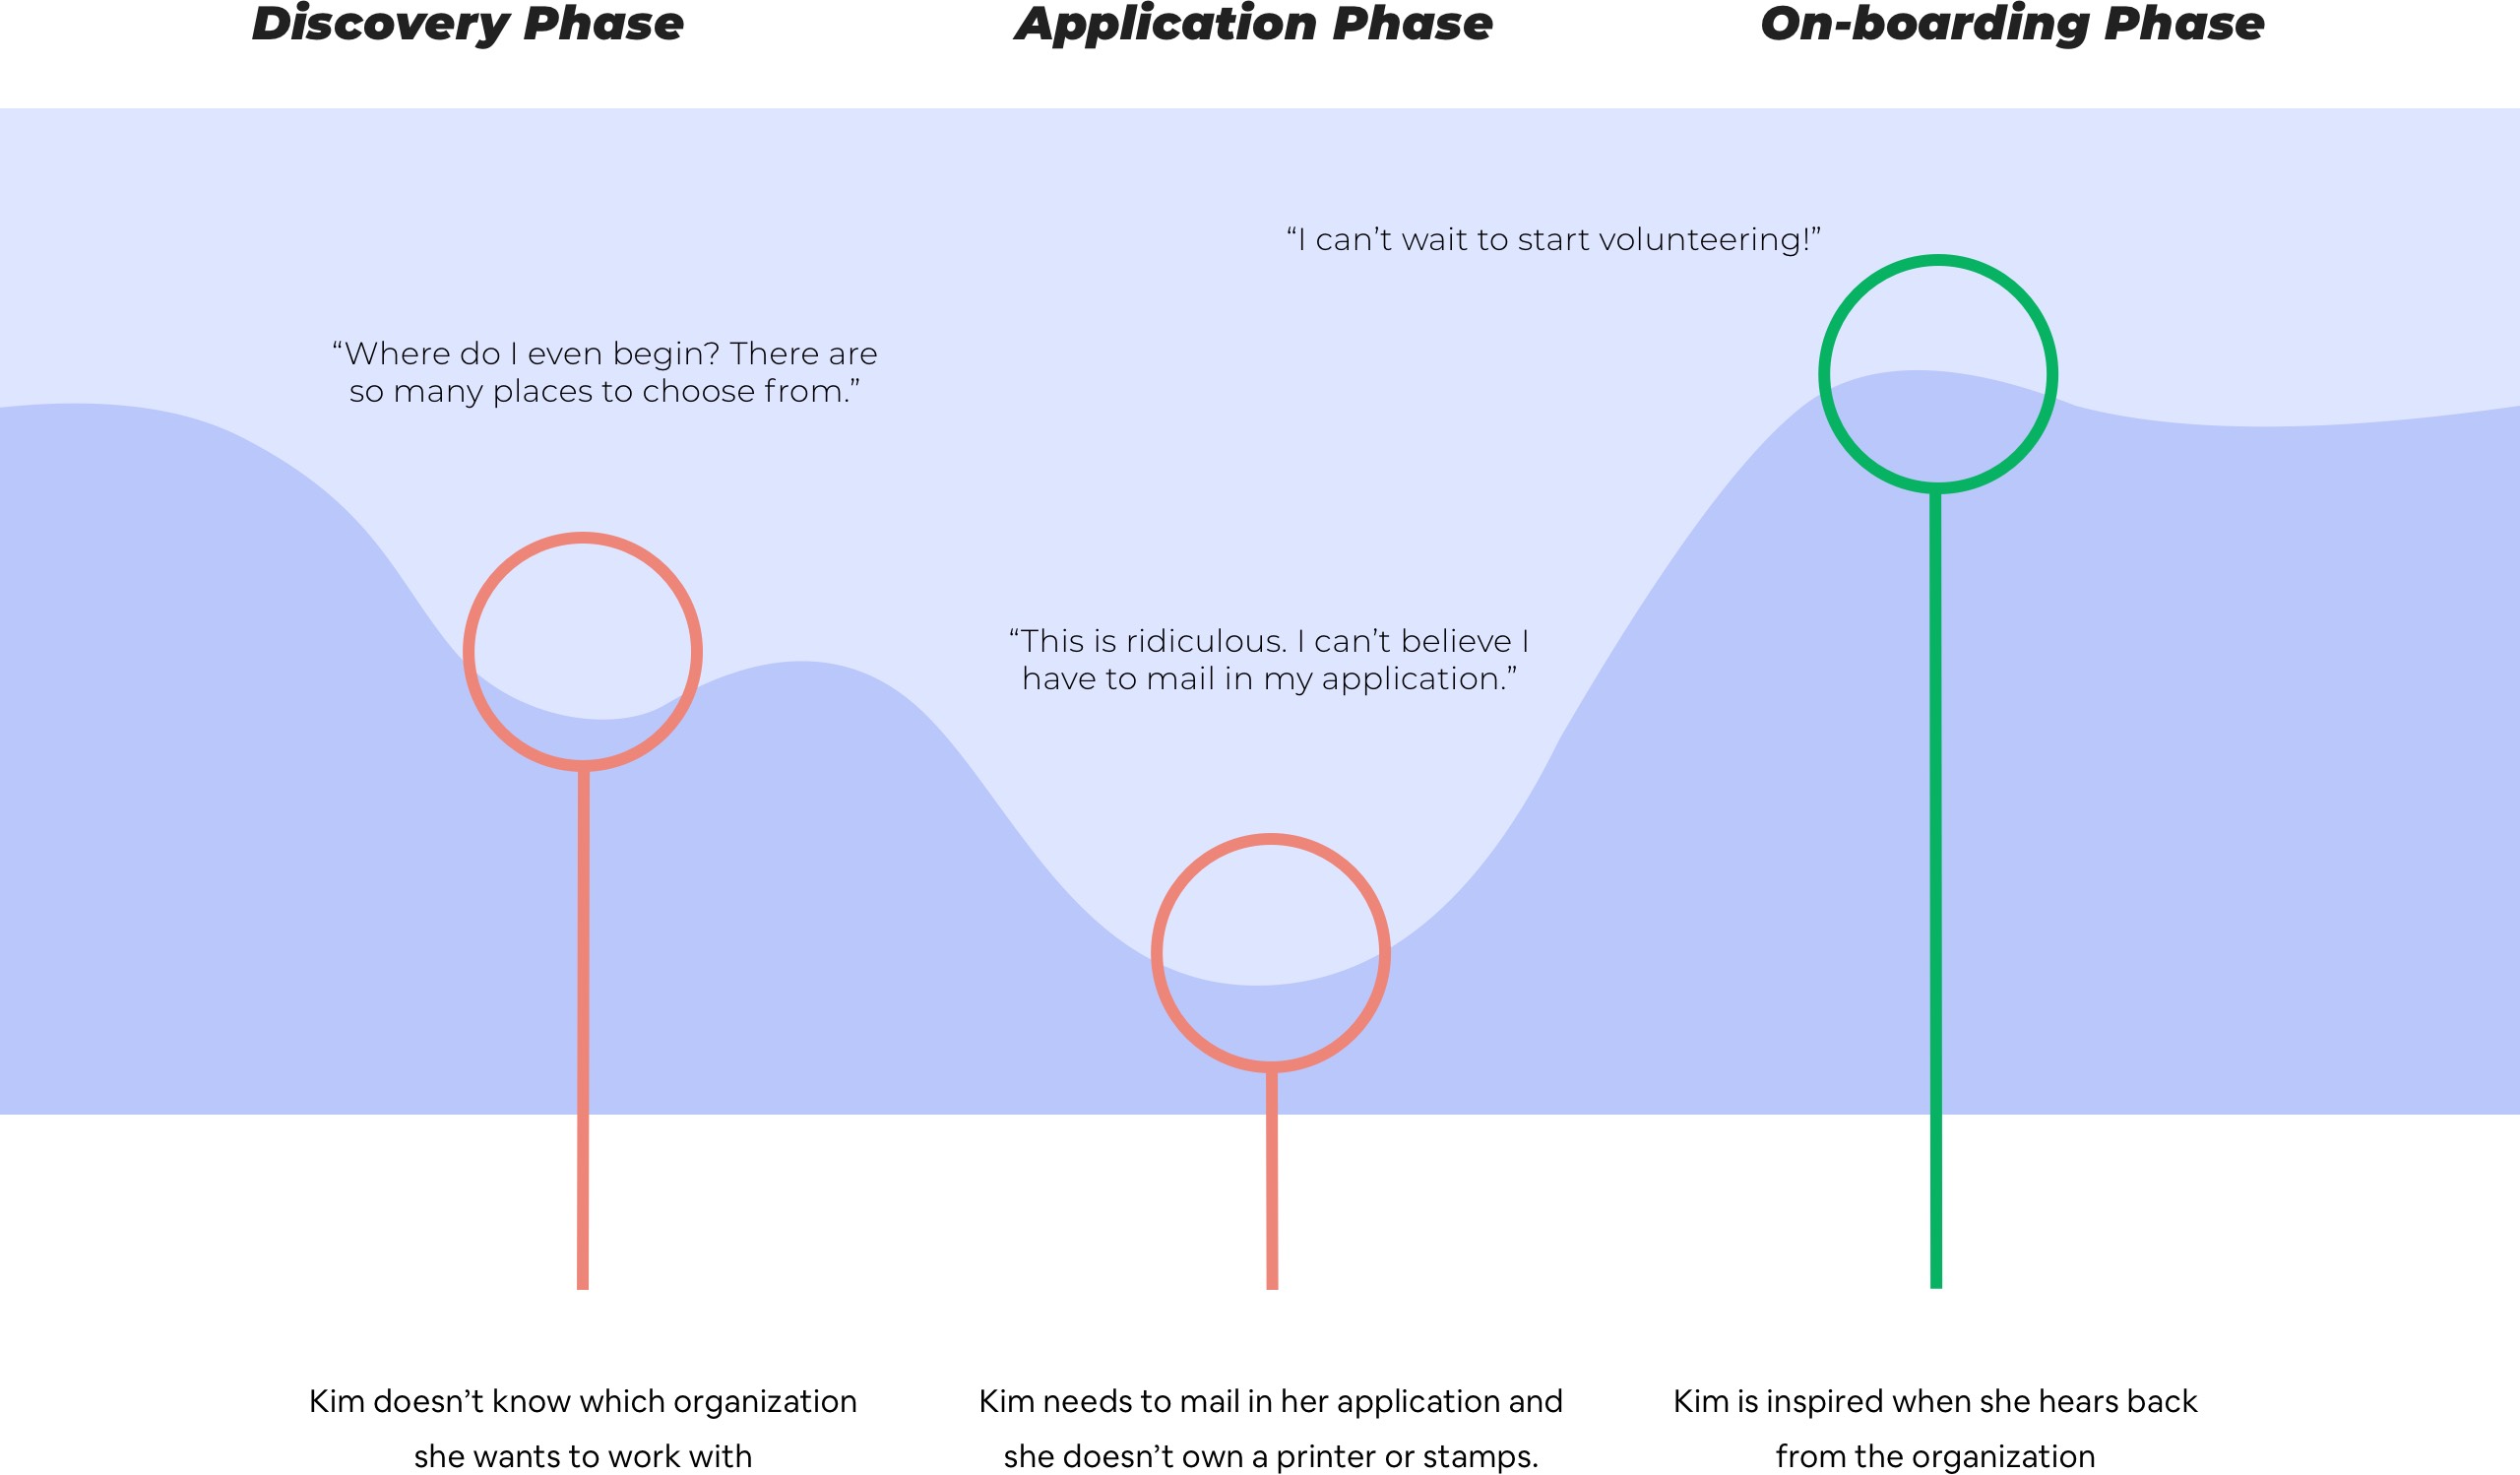 Discovery Phase
Application Phase
On-boarding Phase
“I can’t wait to start volunteering!”
“Where do I even begin? There are
so many places to choose from.”
“This is ridiculous. I can’t believe I
have to mail in my application.”
Kim doesn’t know which organization
she wants to work with
Kim needs to mail in her application and
she doesn’t own a printer or stamps.
Kim is inspired when she hears back
from the organization